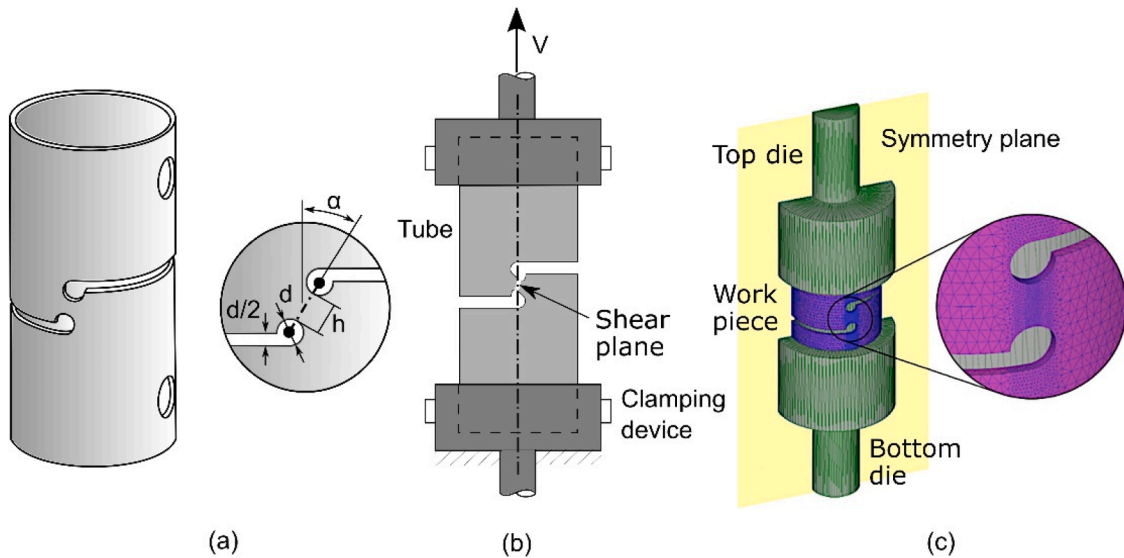 α
d
d/2
h
(a)
V
Tube
Shear
plane
Clamping
device
(b)
Top die
Symmetry plane
Work
piece
Bottom
die
(c)